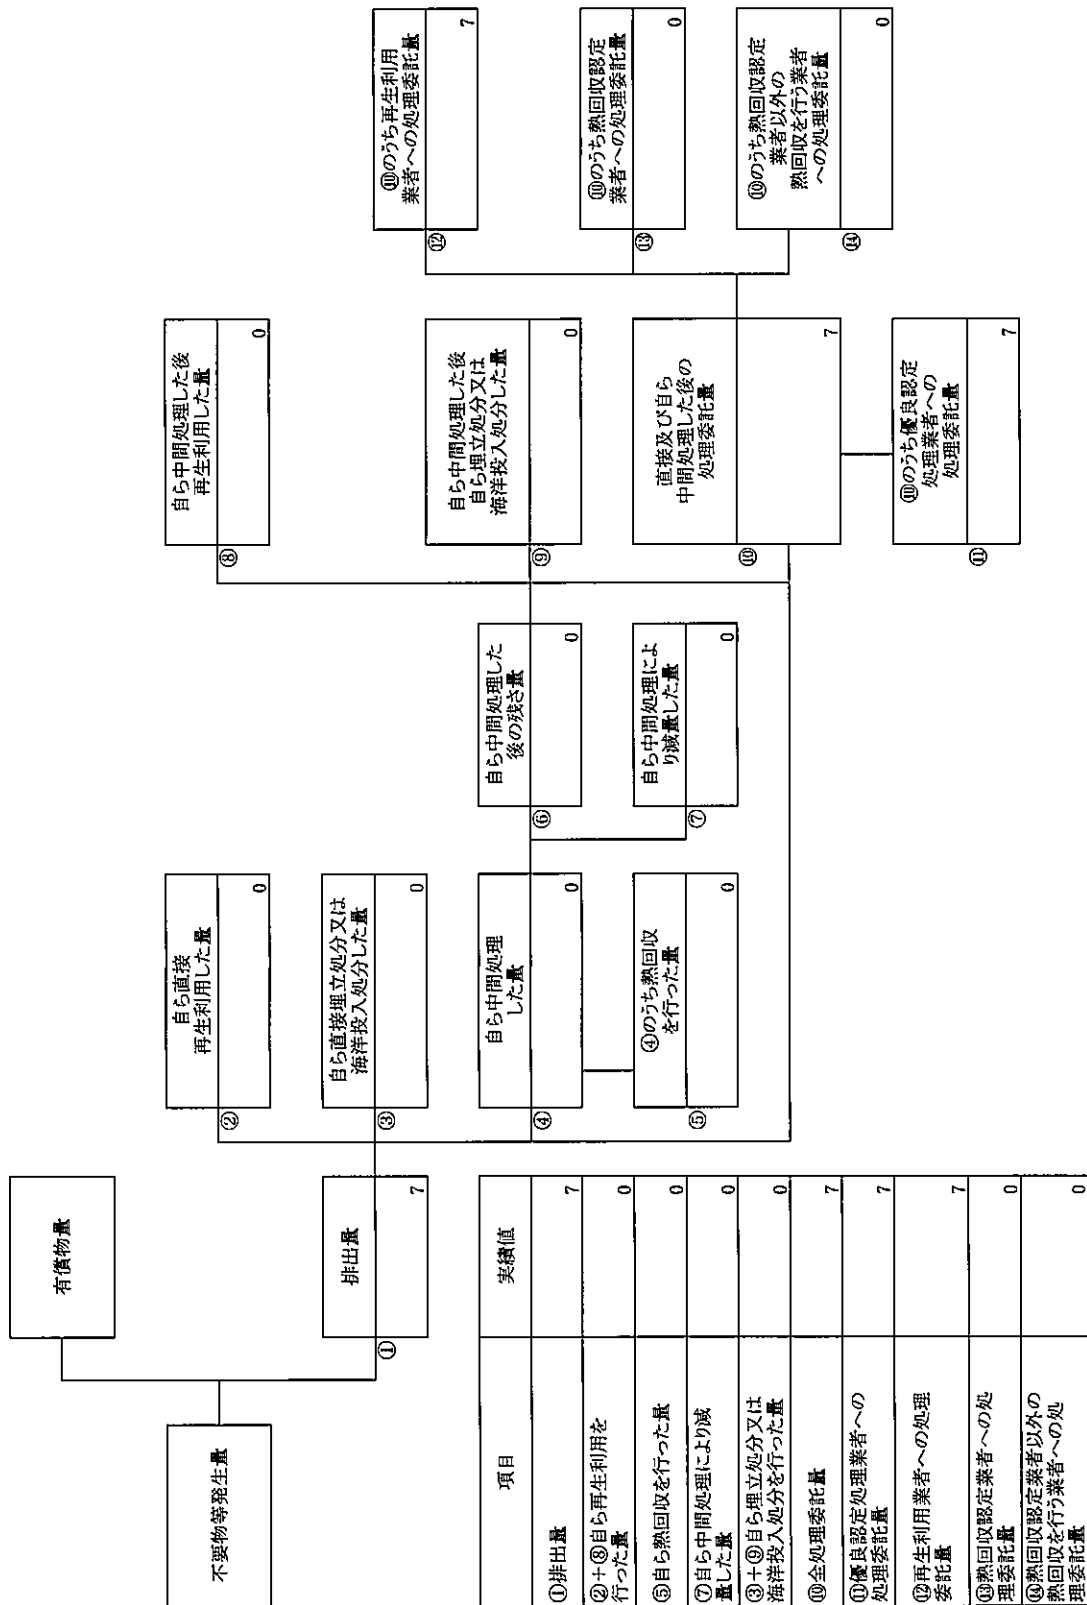 不要物等発生量
有償物量
排出量
①
7
自ら直接
再生利用した量
②
0
自ら直接埋立処分又は
海洋投入処分した量
③
0
自ら中間処理
した量
④
0
④のうち熱回収
を行った量
⑤
0
自ら中間処理した
後の残さ量
⑥
0
自ら中間処理によ
り減量した量
⑦
0
自ら中間処理した後
再生利用した量
⑧
0
自ら中間処理した後
自ら埋立処分又は
海洋投入処分した量
⑨
0
直接及び自ら
中間処理した後の
処理委託量
⑩
7
⑩のうち優良認定
処理業者への
処理委託量
⑪
7
⑩のうち再生利用
業者への処理委託量
⑫
7
⑩のうち熱回収認定
業者への処理委託量
⑬
0
⑩のうち熱回収認定
業者以外の
熱回収を行う業者
への処理委託量
⑭
0
項目 実績値
①排出量 7
②+⑧自ら再生利用を
行った量 0
⑤自ら熱回収を行った量 0
⑦自ら中間処理により減
量した量 0
③+⑨自ら埋立処分又は
海洋投入処分を行った量 0
⑩全処理委託量 7
⑪優良認定処理業者への
処理委託量 7
⑫再生利用業者への処理
委託量 7
⑬熱回収認定業者への処
理委託量 0
⑭熱回収認定業者以外の
熱回収を行う業者への処
理委託量 0